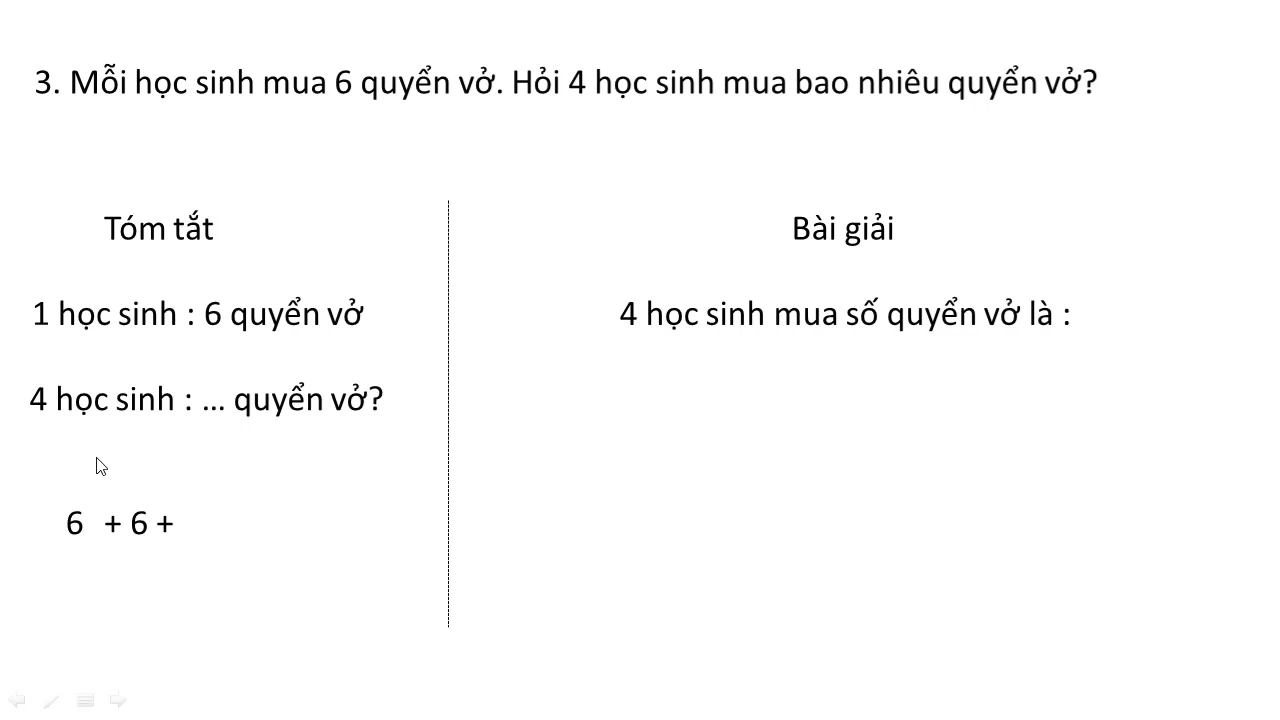 3. Mỗi học sinh mua 6 quyển vở. Hỏi 4 học sinh mua bao nhiêu quyển vở?
Tóm tắt
1 học sinh : 6 quyển vở
4 học sinh : ... quyển vở?
6 + 6 +
Bài giải
4 học sinh mua số quyển vở là :